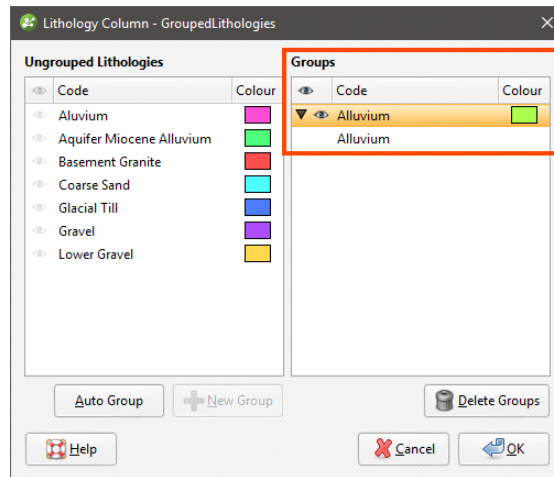 Lithology Column - GroupedLithologies
Ungrouped Lithologies
Code Colour
Aluvium
Aquifer Miocene Alluvium
Basement Granite
Coarse Sand
Glacial Till
Gravel
Lower Gravel
Groups
Code Colour
Alluvium
Alluvium
Auto Group New Group Delete Groups
Help Cancel OK